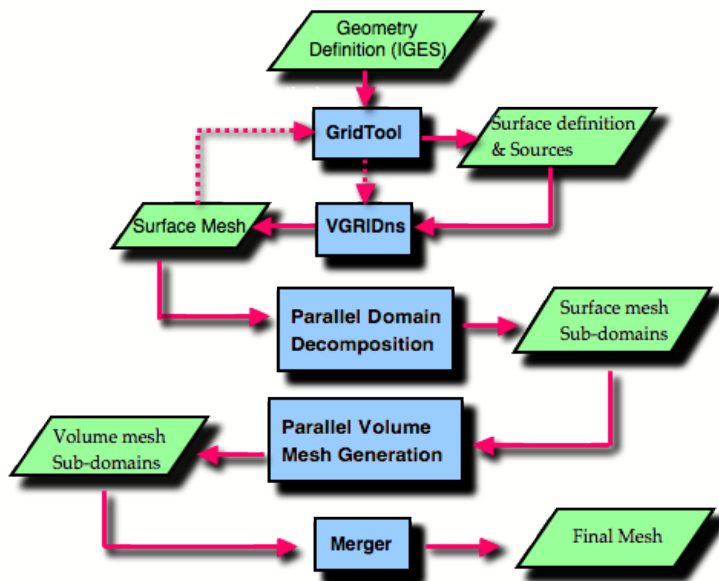 Geometry
Definition (IGES)
GridTool
Surface definition
& Sources
Surface Mesh
VGRIDns
Parallel Domain
Decomposition
Surface mesh
Sub-domains
Parallel Volume
Mesh Generation
Volume mesh
Sub-domains
Merger
Final Mesh